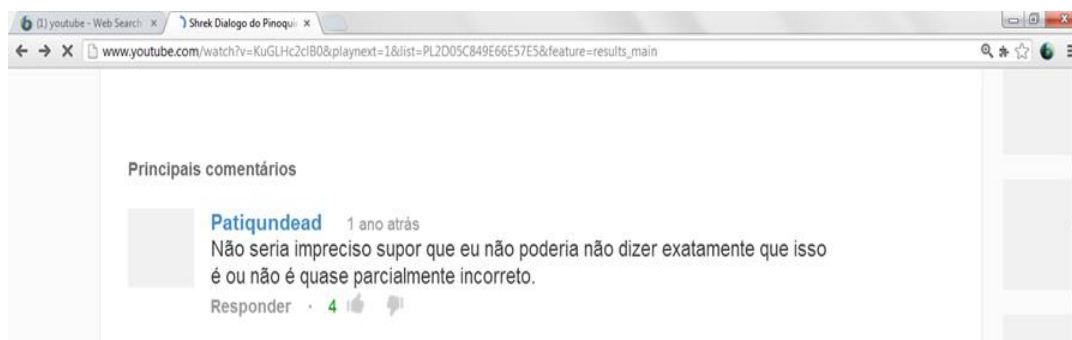 (1) youtube - Web Search
Shrek Dialogo do Pinoqui
www.youtube.com/watch?v=KuGLHc2cIB0&playnext=1&list=PL2D05C849E66E57E5&feature=results_main
Principais comentários
Patiqundead 1 ano atrás
Não seria impreciso supor que eu não poderia não dizer exatamente que isso
é ou não é quase parcialmente incorreto.
Responder · 4